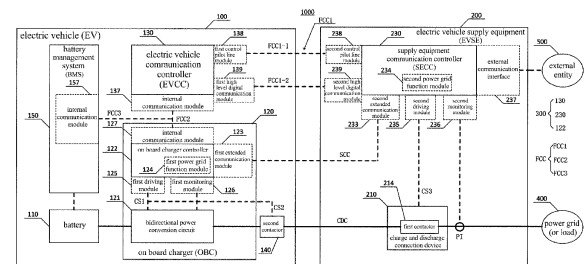 100
1000
FCC1
200
electric vehicle (EV)
electric vehicle supply equipment
(EVSE)
battery
management
system
(BMS)
157
internal
communication
module
150
130
electric vehicle
communication
controller
(EVCC)
138
first control
pilot line
module
139
first high
level digital
communication
module
137
internal
communication module
FCC1-1
FCC1-2
238
second control
pilot line
module
239
second high
level digital
communication
module
230
supply equipment
communication controller
(SECC)
234
second power grid
function module
external
communication
interface
237
500
external
entity
second extended
communication
module
233
second
driving
module
235
second
monitoring
module
236
300
130
230
122
FCC
FCC1
FCC2
FCC3
FCC3
FCC2
120
127
internal
communication module
123
122
on board charger controller
124
first power grid
function module
first extended
communication
module
SCC
125
first driving
module
first monitoring
module
126
CS1
CS2
CS3
110
battery
121
bidirectional power
conversion circuit
on board charger (OBC)
second
contactor
140
CDC
210
214
first contactor
charge and discharge
connection device
PI
400
power grid
(or load)